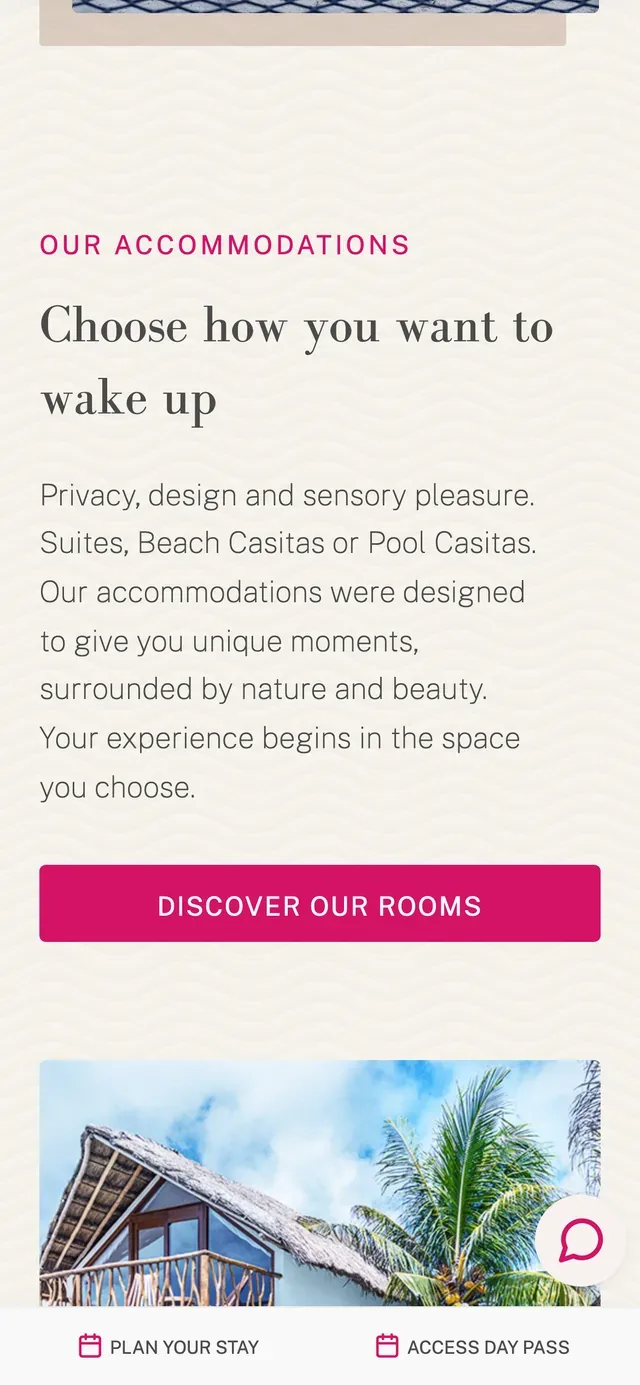 OUR ACCOMMODATIONS
Choose how you want to
wake up
Privacy, design and sensory pleasure.
Suites, Beach Casitas or Pool Casitas.
Our accommodations were designed
to give you unique moments,
surrounded by nature and beauty.
Your experience begins in the space
you choose.
DISCOVER OUR ROOMS
PLAN YOUR STAY
ACCESS DAY PASS